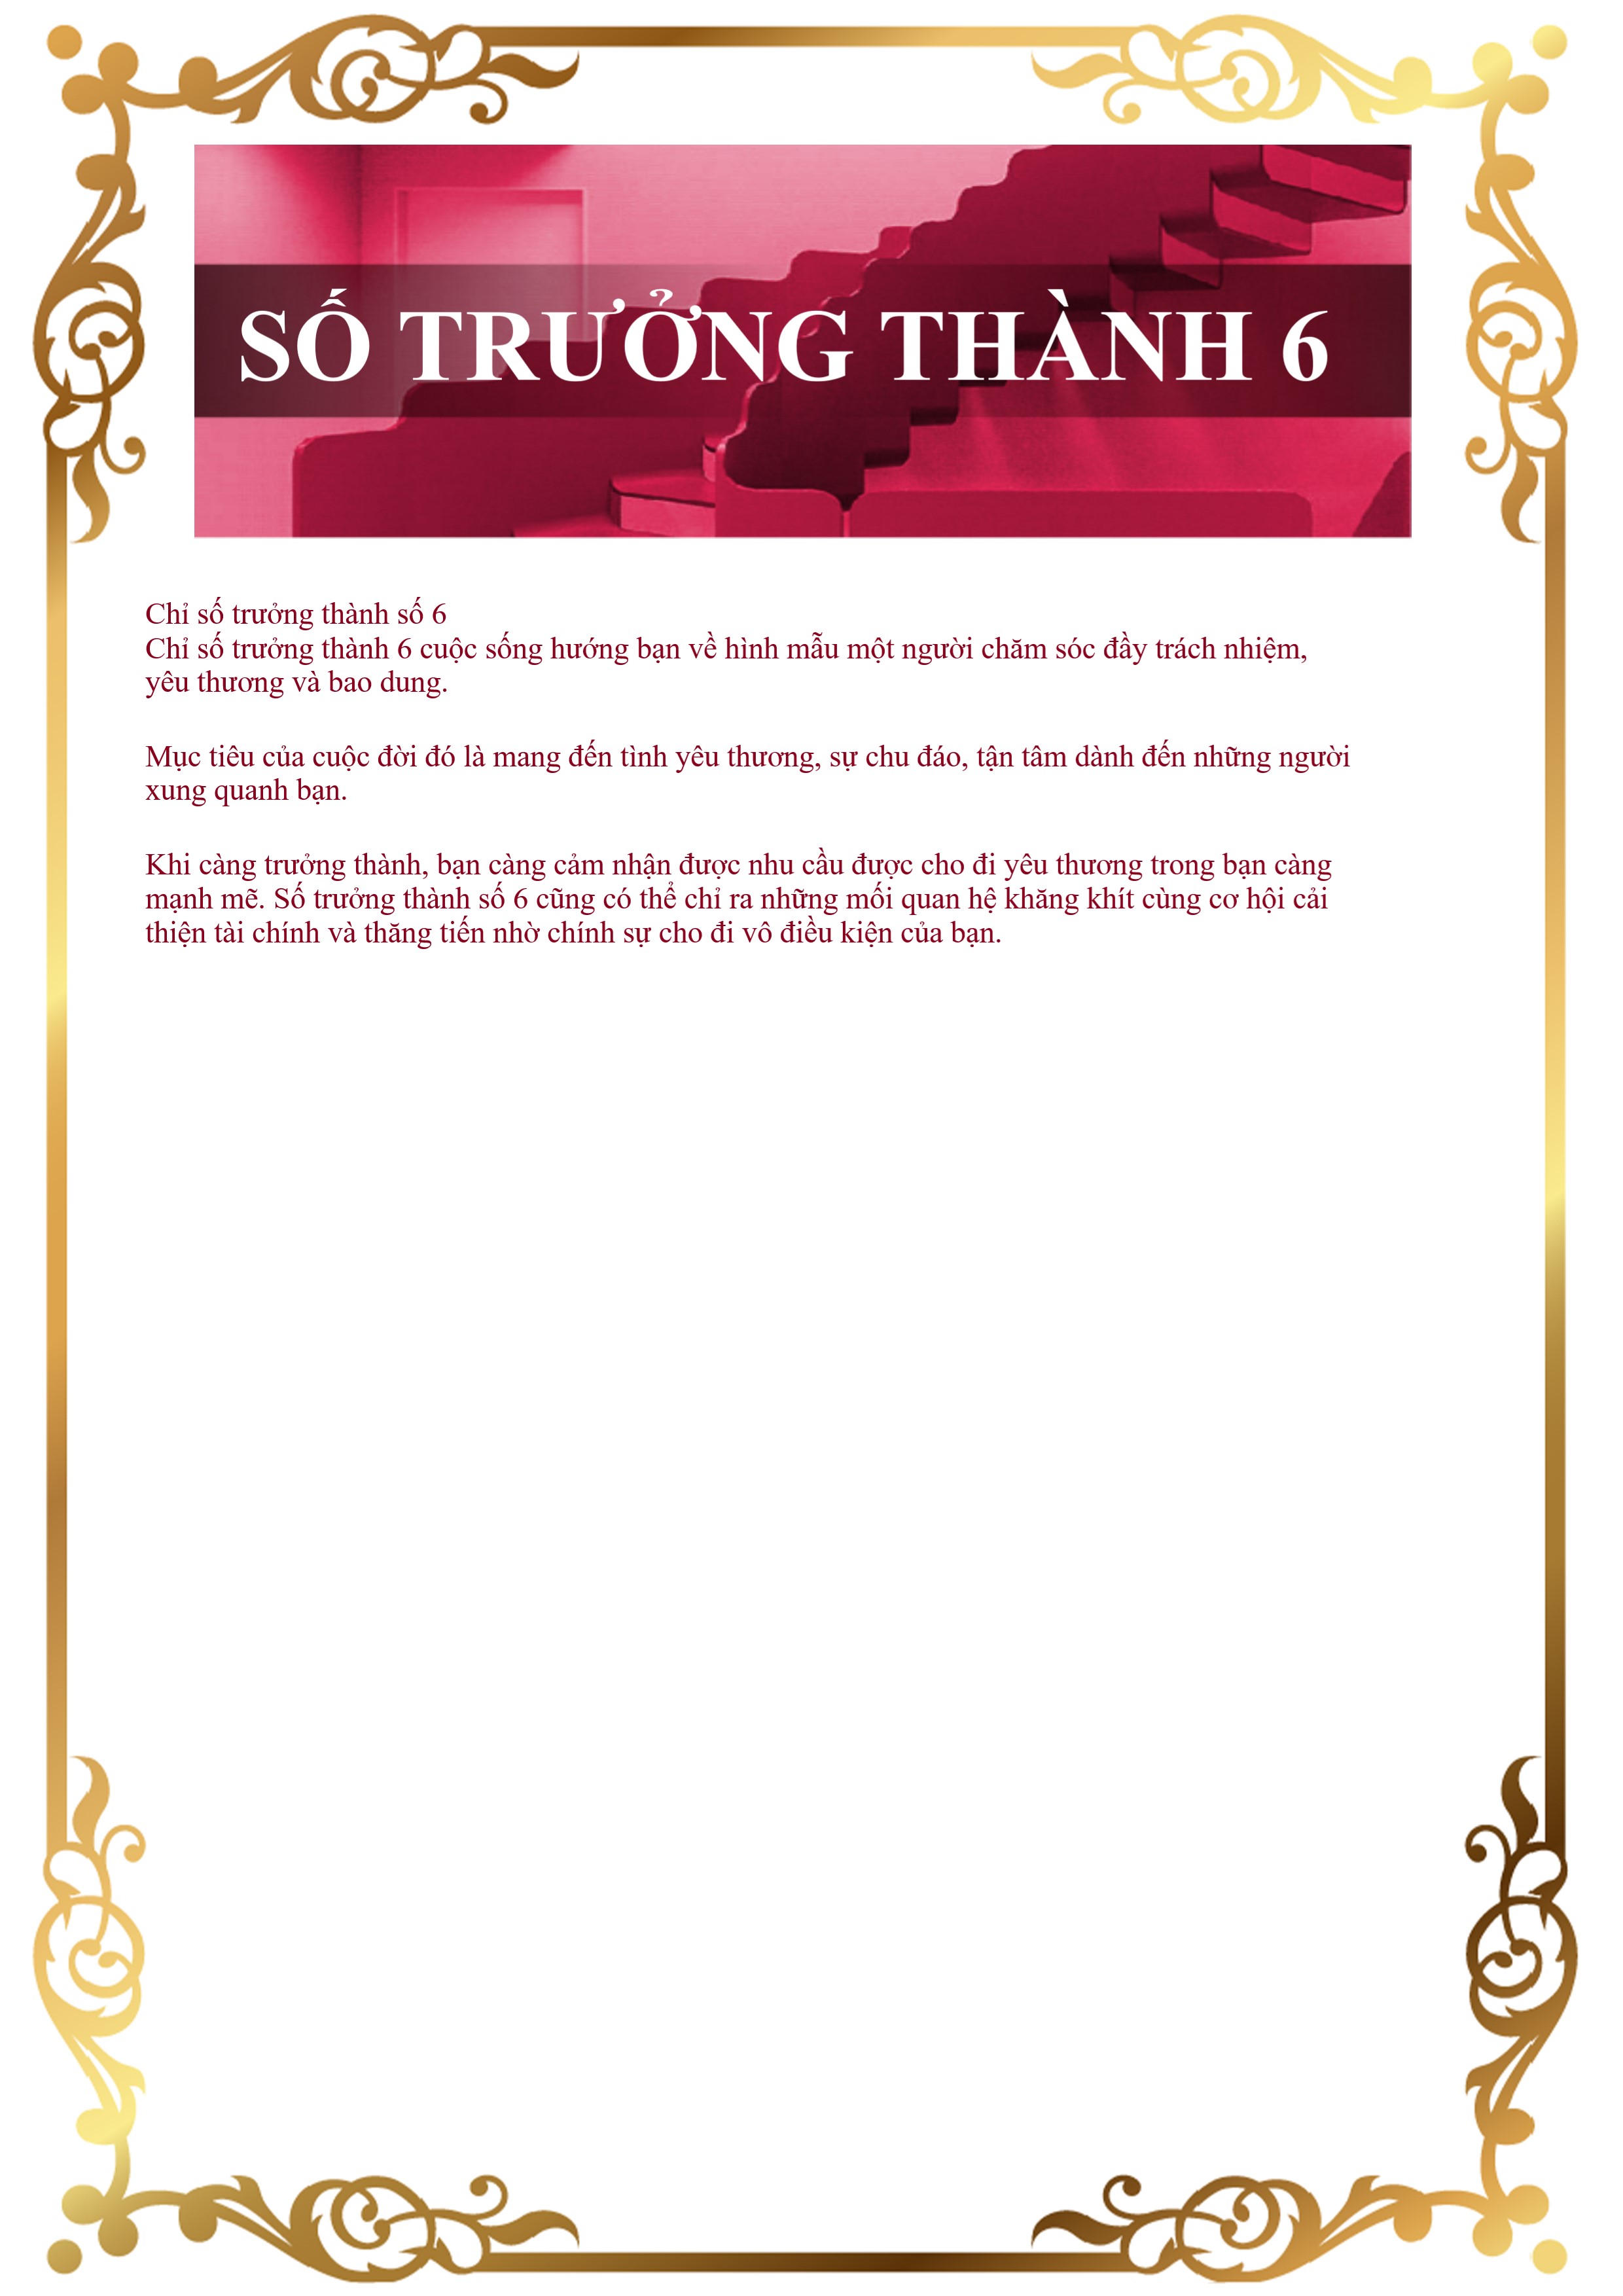 SỐ TRƯỞNG THÀNH 6
Chỉ số trưởng thành số 6
Chỉ số trưởng thành 6 cuộc sống hướng bạn về hình mẫu một người chăm sóc đầy trách nhiệm,
yêu thương và bao dung.
Mục tiêu của cuộc đời đó là mang đến tình yêu thương, sự chu đáo, tận tâm dành đến những người
xung quanh bạn.
Khi càng trưởng thành, bạn càng cảm nhận được nhu cầu được cho đi yêu thương trong bạn càng
mạnh mẽ. Số trưởng thành số 6 cũng có thể chỉ ra những mối quan hệ khăng khít cùng cơ hội cải
thiện tài chính và thăng tiến nhờ chính sự cho đi vô điều kiện của bạn.